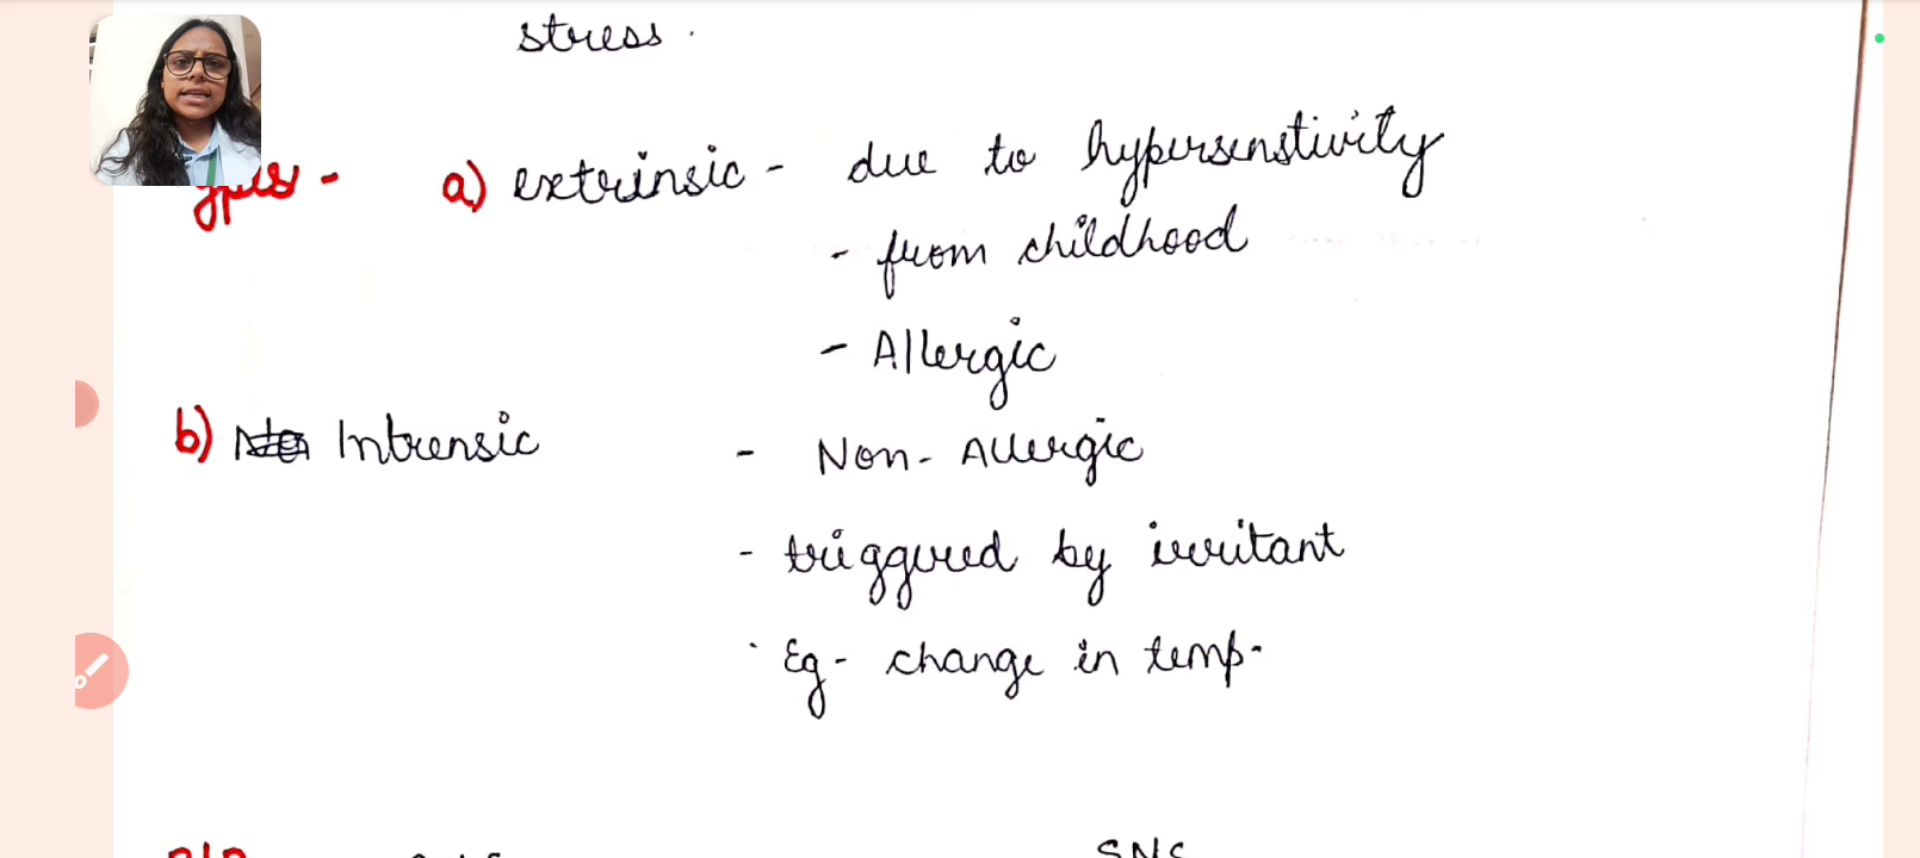 stress.
ypes - a) extrinsic - due to hypersenstivity
- from childhood
- Allergic
b) Intrensic - Non-Allergic
- triggered by irritant
Eg - change in temp.
SNS